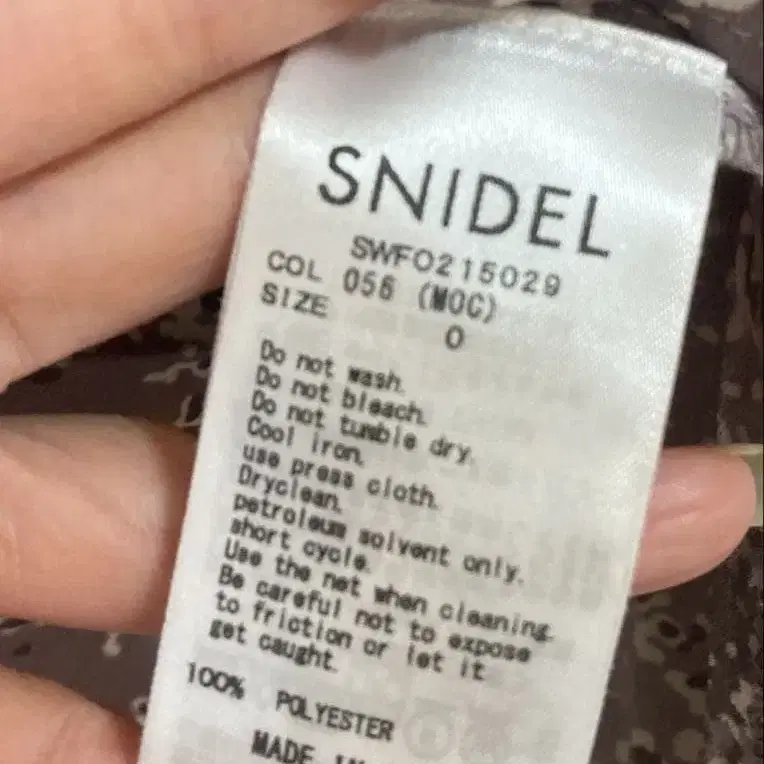 SNIDEL
SWFO215029
COL 056 (MOC)
SIZE 0
Do not wash.
Do not bleach.
Do not tumble dry.
Cool iron.
use press cloth.
Dryclean.
petroleum solvent only.
short cycle.
Use the net when cleaning.
Be careful not to expose
to friction or let it
get caught.
100% POLYESTER
MADE